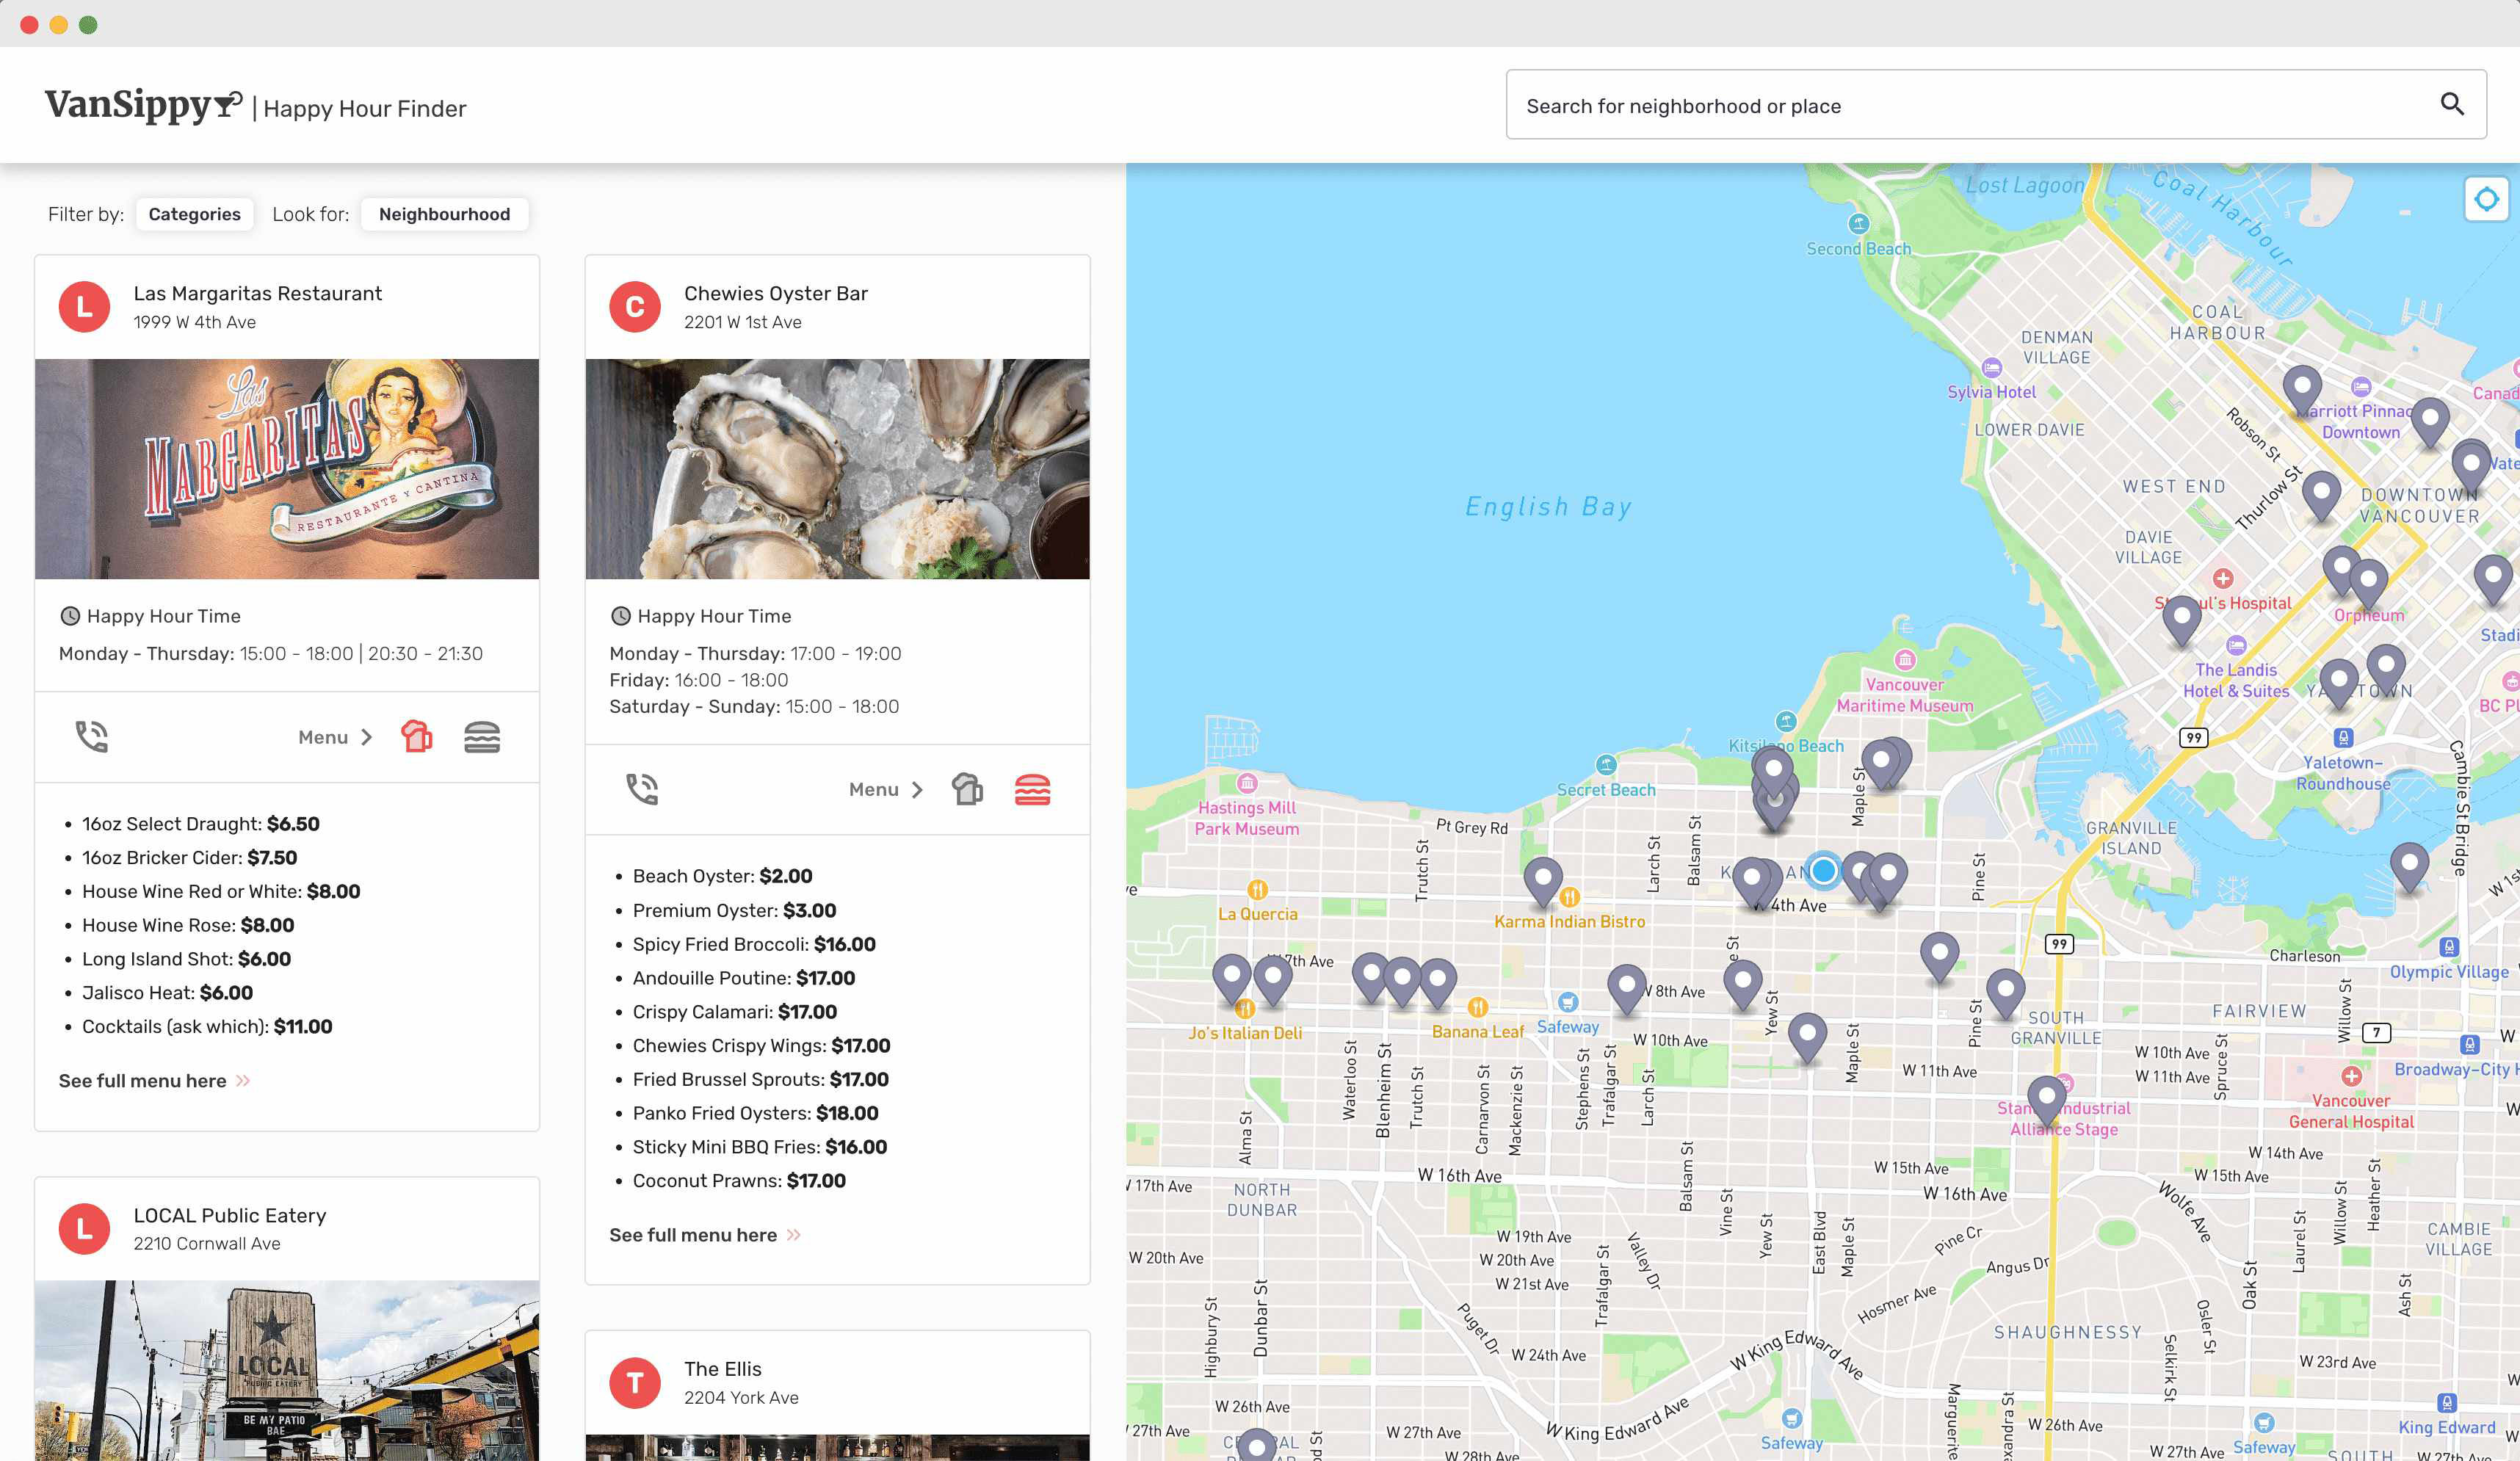 VanSippy | Happy Hour Finder
Search for neighborhood or place
Filter by: Categories Look for: Neighbourhood
L
Las Margaritas Restaurant
1999 W 4th Ave
Las
MARGARITAS
RESTAURANTE Y CANTINA
Happy Hour Time
Monday - Thursday: 15:00 - 18:00 | 20:30 - 21:30
Menu
16oz Select Draught: $6.50
16oz Bricker Cider: $7.50
House Wine Red or White: $8.00
House Wine Rose: $8.00
Long Island Shot: $6.00
Jalisco Heat: $6.00
Cocktails (ask which): $11.00
See full menu here
L
LOCAL Public Eatery
2210 Cornwall Ave
LOCAL
PUBLIC EATERY
BE MY PATIO
BAE
C
Chewies Oyster Bar
2201 W 1st Ave
Happy Hour Time
Monday - Thursday: 17:00 - 19:00
Friday: 16:00 - 18:00
Saturday - Sunday: 15:00 - 18:00
Menu
Beach Oyster: $2.00
Premium Oyster: $3.00
Spicy Fried Broccoli: $16.00
Andouille Poutine: $17.00
Crispy Calamari: $17.00
Chewies Crispy Wings: $17.00
Fried Brussel Sprouts: $17.00
Panko Fried Oysters: $18.00
Sticky Mini BBQ Fries: $16.00
Coconut Prawns: $17.00
See full menu here
T
The Ellis
2204 York Ave
Lost Lagoon
Coal Harbour
Second Beach
COAL
HARBOUR
DENMAN
VILLAGE
Sylvia Hotel
LOWER DAVIE
Marriott Pinnac
Downtown
Canad
Robson St
Thurlow St
WEST END
DOWNTOWN
VANCOUVER
English Bay
DAVIE
VILLAGE
Hospital
Orpheum
Stadi
The Landis
Hotel & Suites
BC Pl
Vancouver
Maritime Museum
99
Kitsilano Beach
Yaletown-
Roundhouse
Cambie St Bridge
Secret Beach
Hastings Mill
Park Museum
Pt Grey Rd
Maple St
GRANVILLE
ISLAND
Trutch St
Larch St
Balsam St
Pine St
W 1st
La Quercia
Karma Indian Bistro
W 4th Ave
99
Charleson
Olympic Village
7th Ave
W 8th Ave
Jo's Italian Deli
Banana Leaf
Safeway
Yew St
Pine St
SOUTH
GRANVILLE
FAIRVIEW
Willow St
7
W 10th Ave
W 10th Ave
W 11th Ave
W 11th Ave
Spruce St
Broadway-City H
Waterloo St
Blenheim St
Trutch St
Carnarvon St
Mackenzie St
Stephens St
Trafalgar St
Larch St
Maple St
Alma St
Industrial
Alliance Stage
Vancouver
General Hospital
W 14th Ave
W 15th Ave
W 15th Ave
W 16th Ave
W 16th Ave
W 17th Ave
NORTH
DUNBAR
Balsam St
Vine St
Yew St
East Blvd
Maple St
Wolfe Ave
Willow St
Heather St
Laurel St
CAMBIE
VILLAGE
W 19th Ave
W 20th Ave
W 20th Ave
W 21st Ave
Valley Dr
Trafalgar St
Pine Cr
Angus Dr
Hosmer Ave
Oak St
Ash St
Osler St
Highbury St
Dunbar St
Puget Dr
SHAUGHNESSY
Selkirk St
W 23rd Ave
W 24th Ave
W King Edward Ave
W King Edward Ave
W 26th Ave
W 26th Ave
W 27th Ave
W 27th Ave
W 27th Ave
W 28th Ave
Marguerite
Safeway
Safeway
King Edward
SOUTH